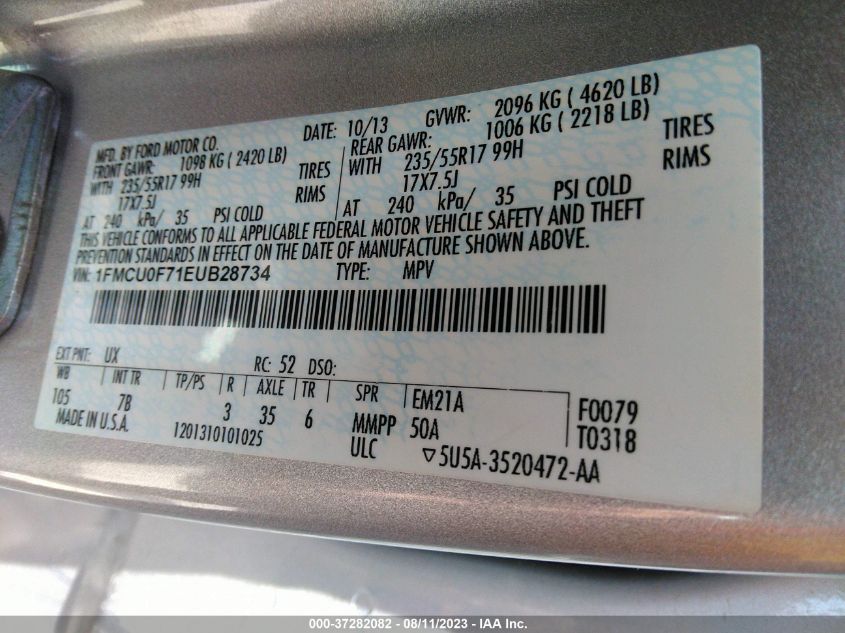 MFD. BY FORD MOTOR CO. DATE: 10/13 GVWR: 2096 KG ( 4620 LB)
FRONT GAWR: 1098 KG ( 2420 LB) REAR GAWR: 1006 KG ( 2218 LB)
WITH 235/55R17 99H TIRES WITH 235/55R17 99H TIRES
17X7.5J RIMS 17X7.5J RIMS
AT 240 kPa/ 35 PSI COLD AT 240 kPa/ 35 PSI COLD
THIS VEHICLE CONFORMS TO ALL APPLICABLE FEDERAL MOTOR VEHICLE SAFETY AND THEFT
PREVENTION STANDARDS IN EFFECT ON THE DATE OF MANUFACTURE SHOWN ABOVE.
VIN: 1FMCU0F71EUB28734 TYPE: MPV
EXT PNT: UX RC: 52 DSO:
WB INT TR TP/PS R AXLE TR SPR EM21A F0079
105 7B 3 35 6 MMPP 50A T0318
MADE IN U.S.A. 1201310101025 ULC ▽5U5A-3520472-AA
000-37282082 - 08/11/2023 - IAA Inc.